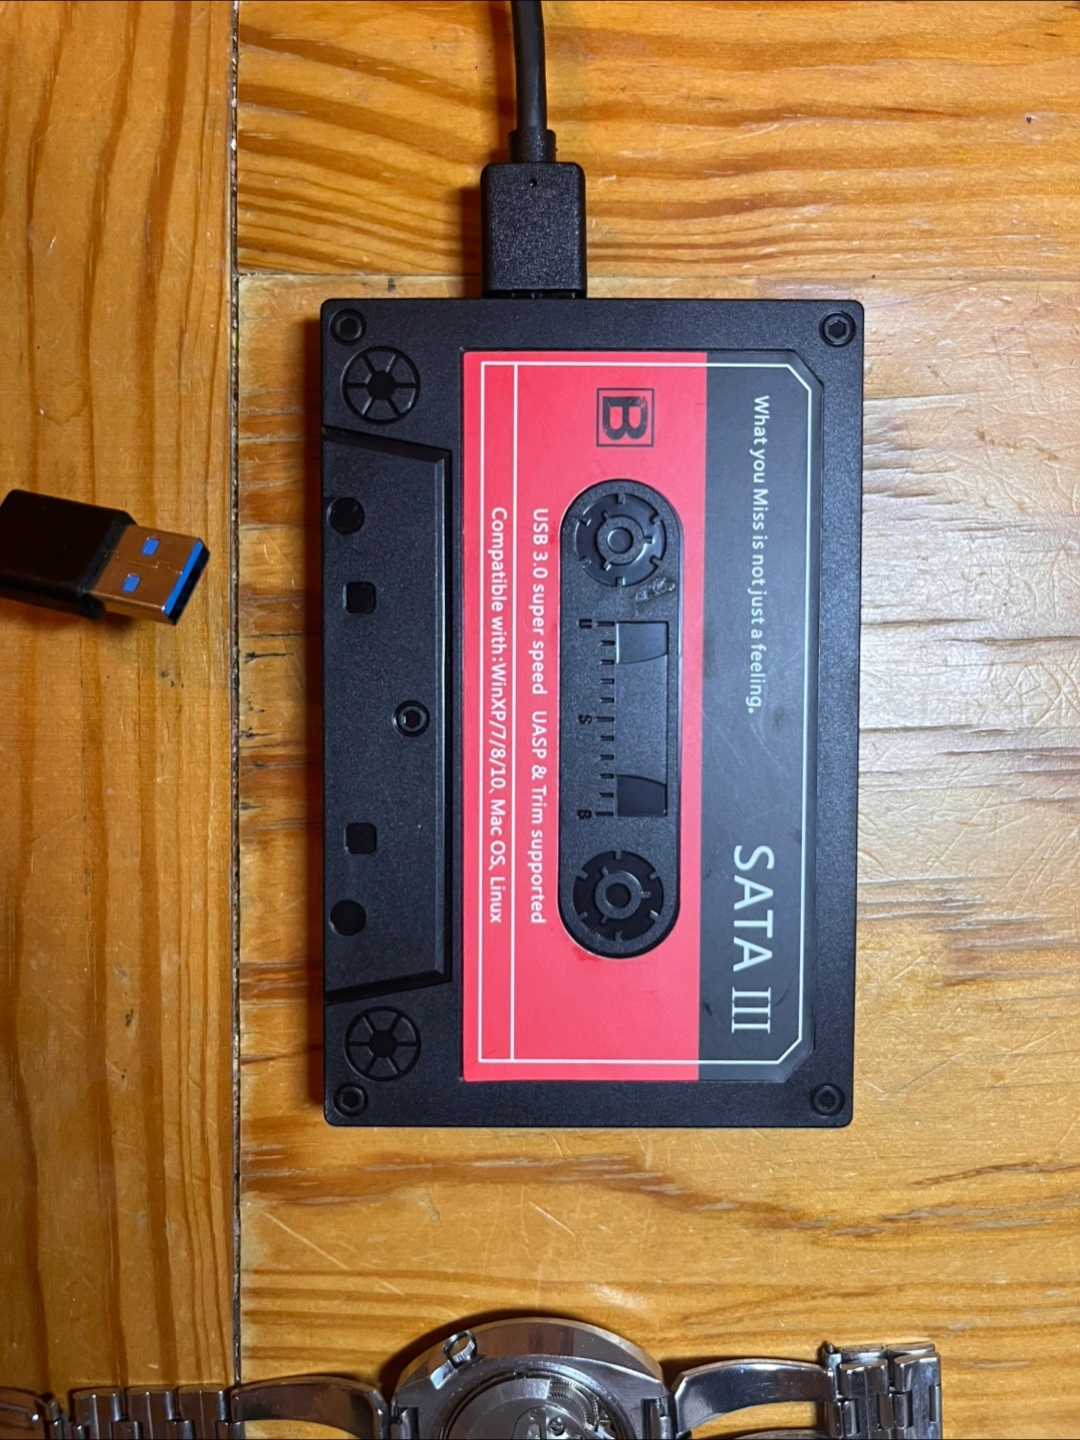 What you Miss is not just a feeling。
SATA III
B
U S B
USB 3.0 super speed UASP & Trim supported
Compatible with:WinXP/7/8/10、Mac OS、Linux